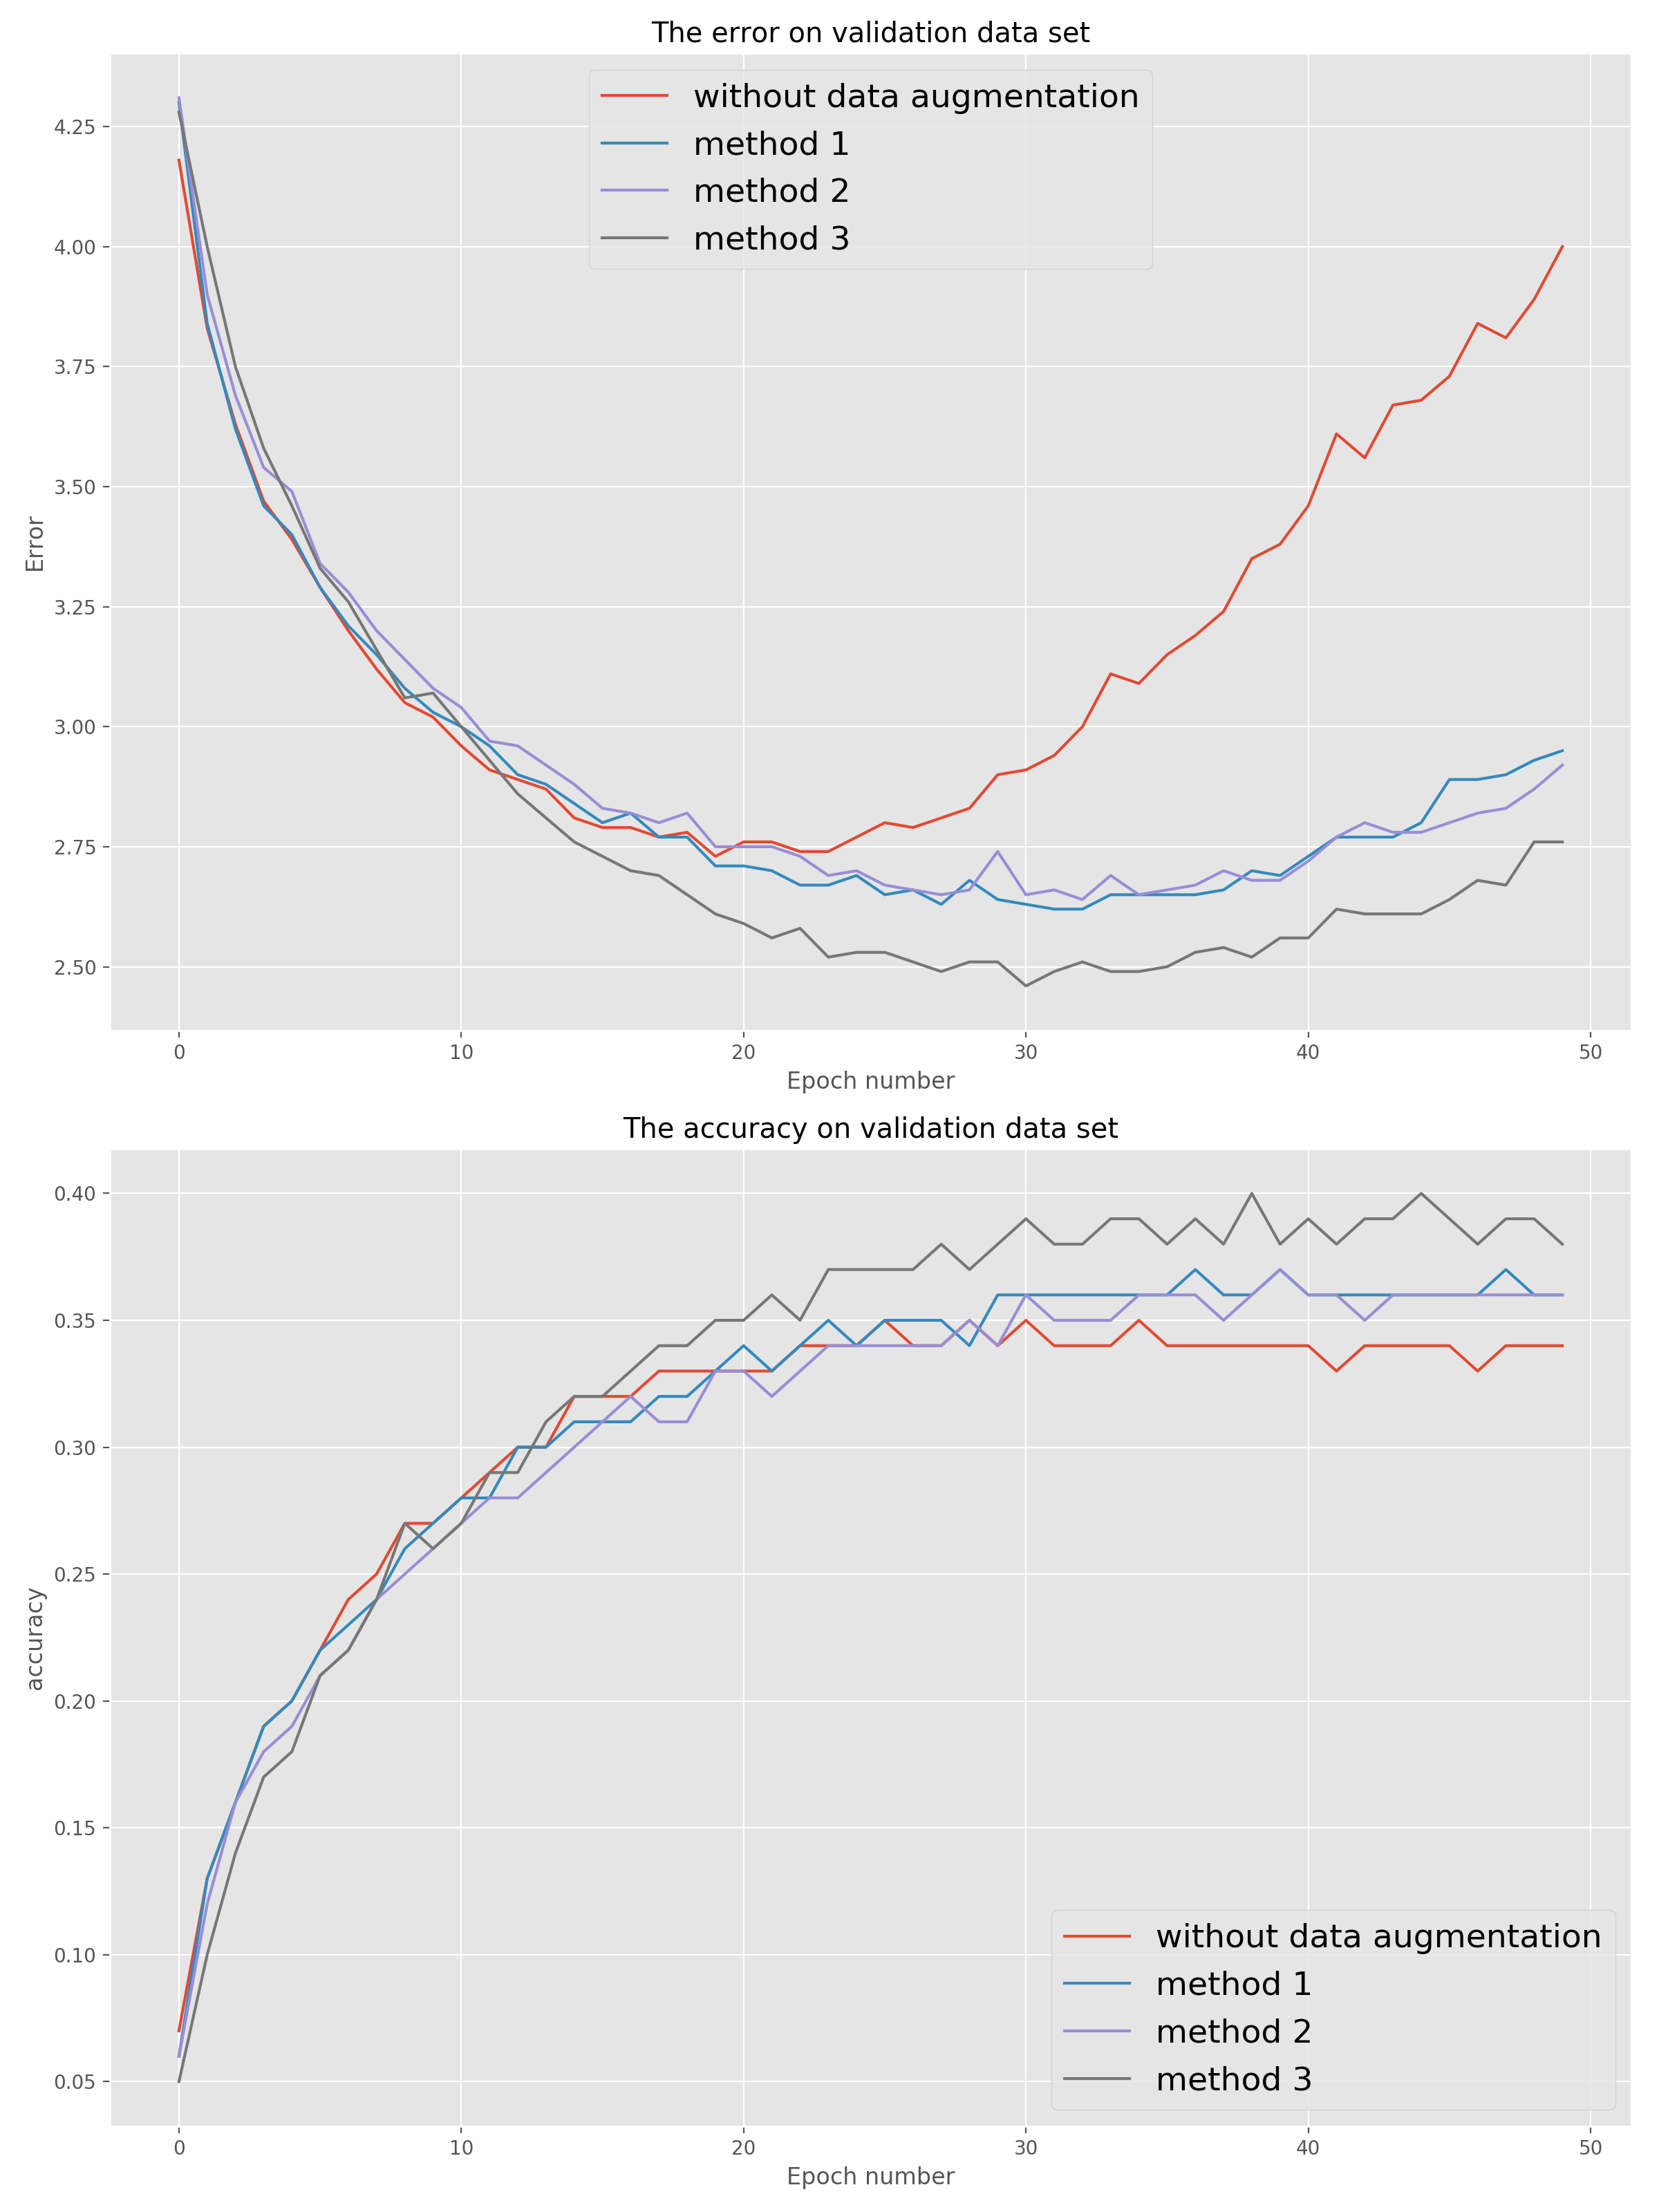 The error on validation data set
without data augmentation
method 1
method 2
method 3
4.25
4.00
3.75
3.50
3.25
3.00
2.75
2.50
Error
0 10 20 30 40 50
Epoch number
The accuracy on validation data set
0.40
0.35
0.30
0.25
0.20
0.15
0.10
0.05
accuracy
without data augmentation
method 1
method 2
method 3
0 10 20 30 40 50
Epoch number